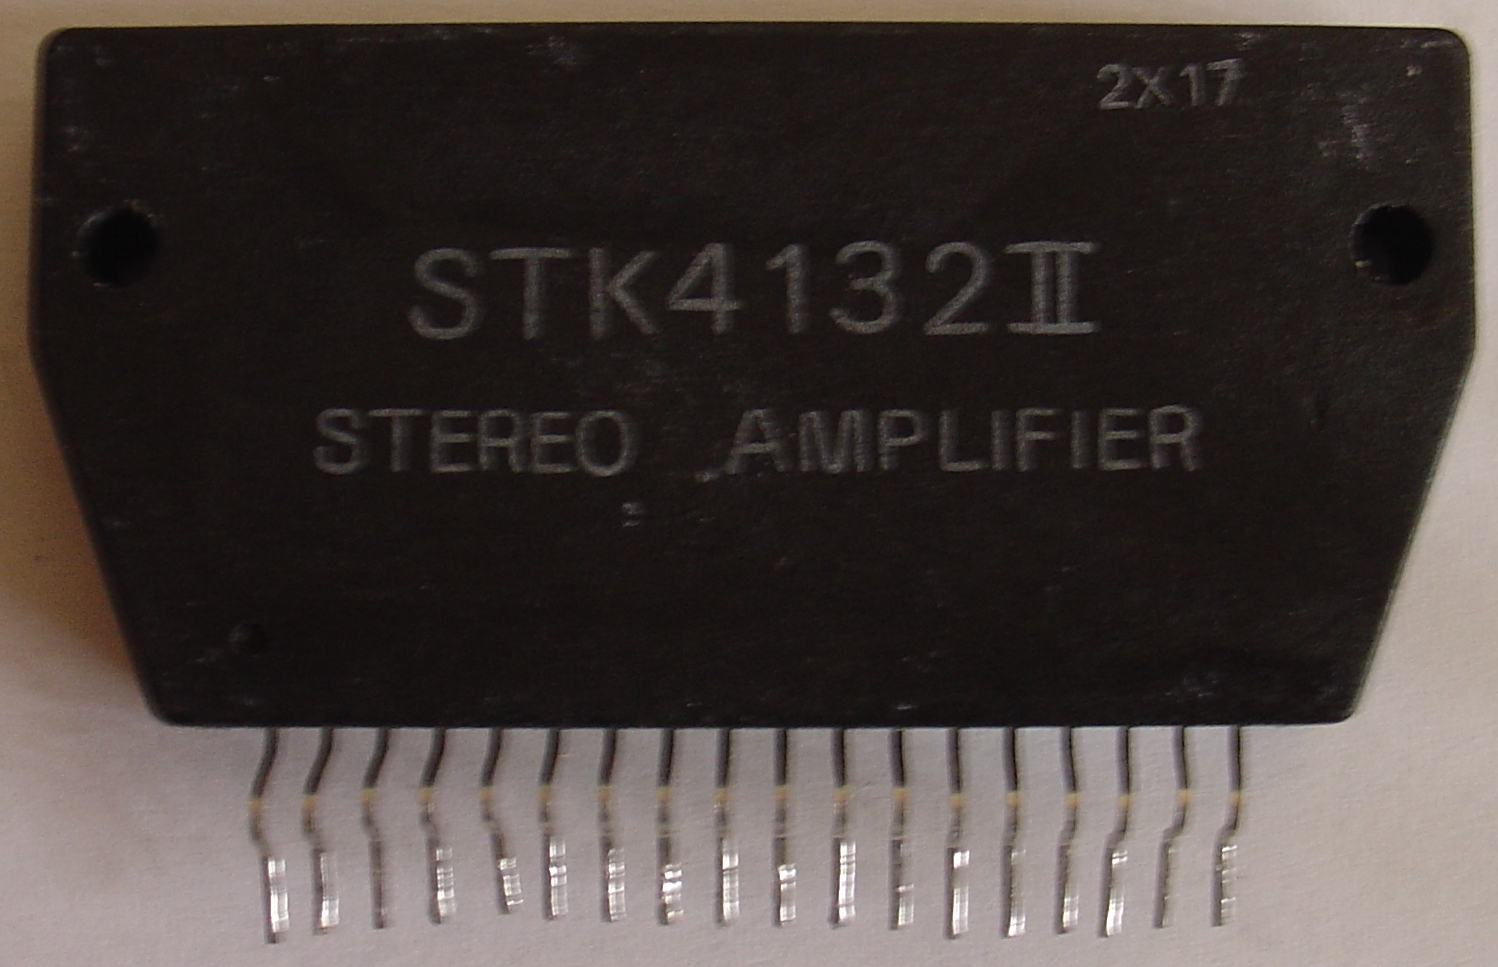 2X17
STK4132II
STEREO AMPLIFIER